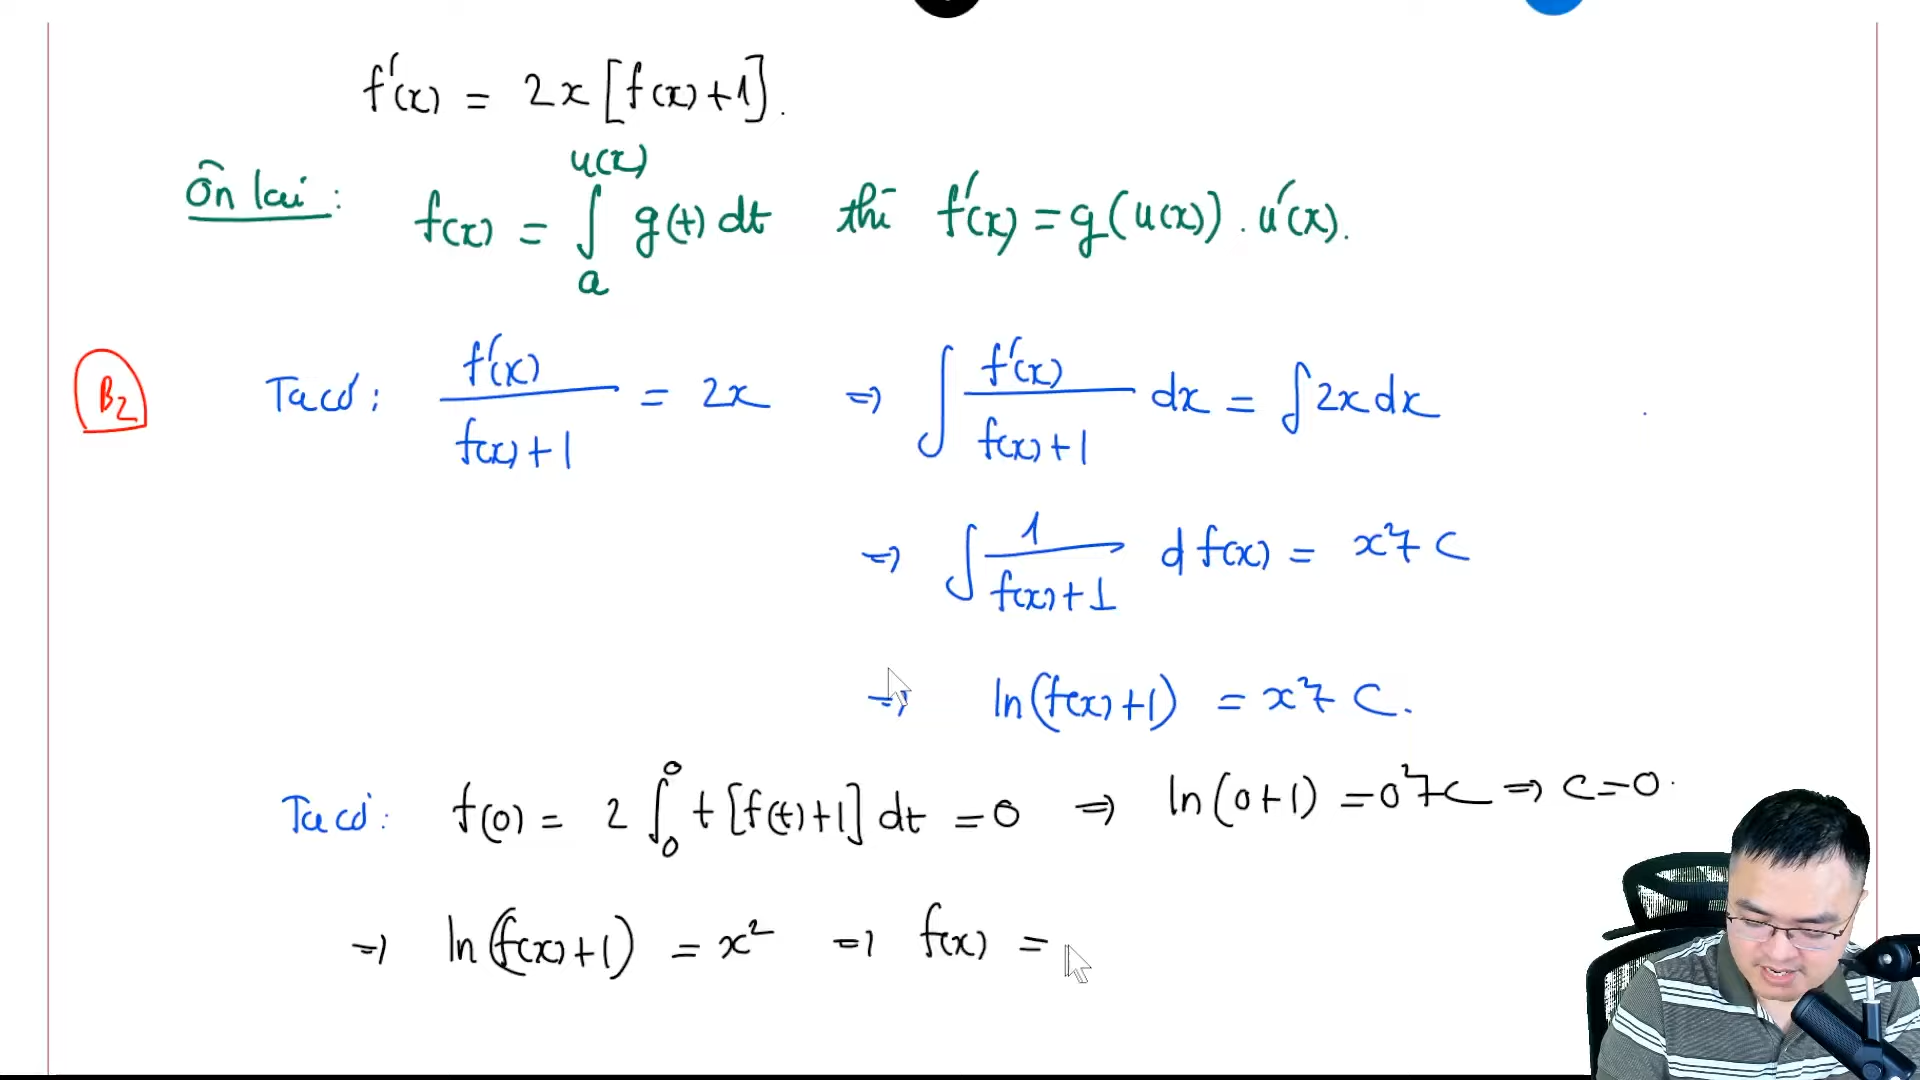 f'(x) = 2x[f(x)+1].
Ôn lại: f(x) = ∫_a^{u(x)} g(t) dt thì f'(x) = g(u(x)).u'(x).
B2 Ta có: f'(x)/(f(x)+1) = 2x ⇒ ∫ f'(x)/(f(x)+1) dx = ∫2x dx
⇒ ∫ 1/(f(x)+1) d f(x) = x²+C
⇒ ln(f(x)+1) = x²+C.
Ta có: f(0) = 2∫_0^0 t[f(t)+1] dt = 0 ⇒ ln(0+1) = 0²+C ⇒ C=0.
⇒ ln(f(x)+1) = x² ⇒ f(x) =